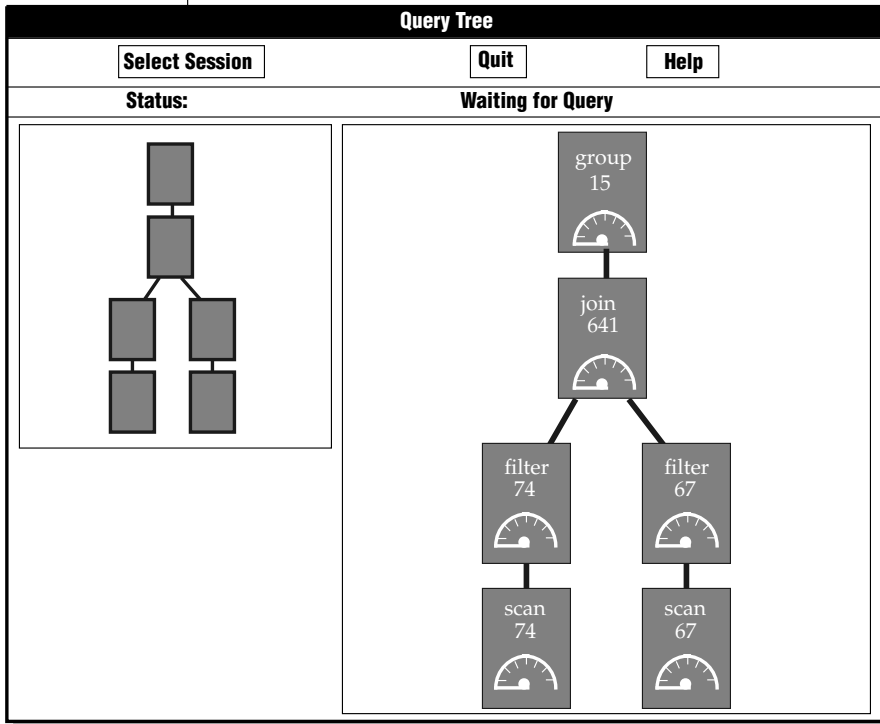 Query Tree
Select Session
Quit
Help
Status:
Waiting for Query
group
15
join
641
filter
74
filter
67
scan
74
scan
67